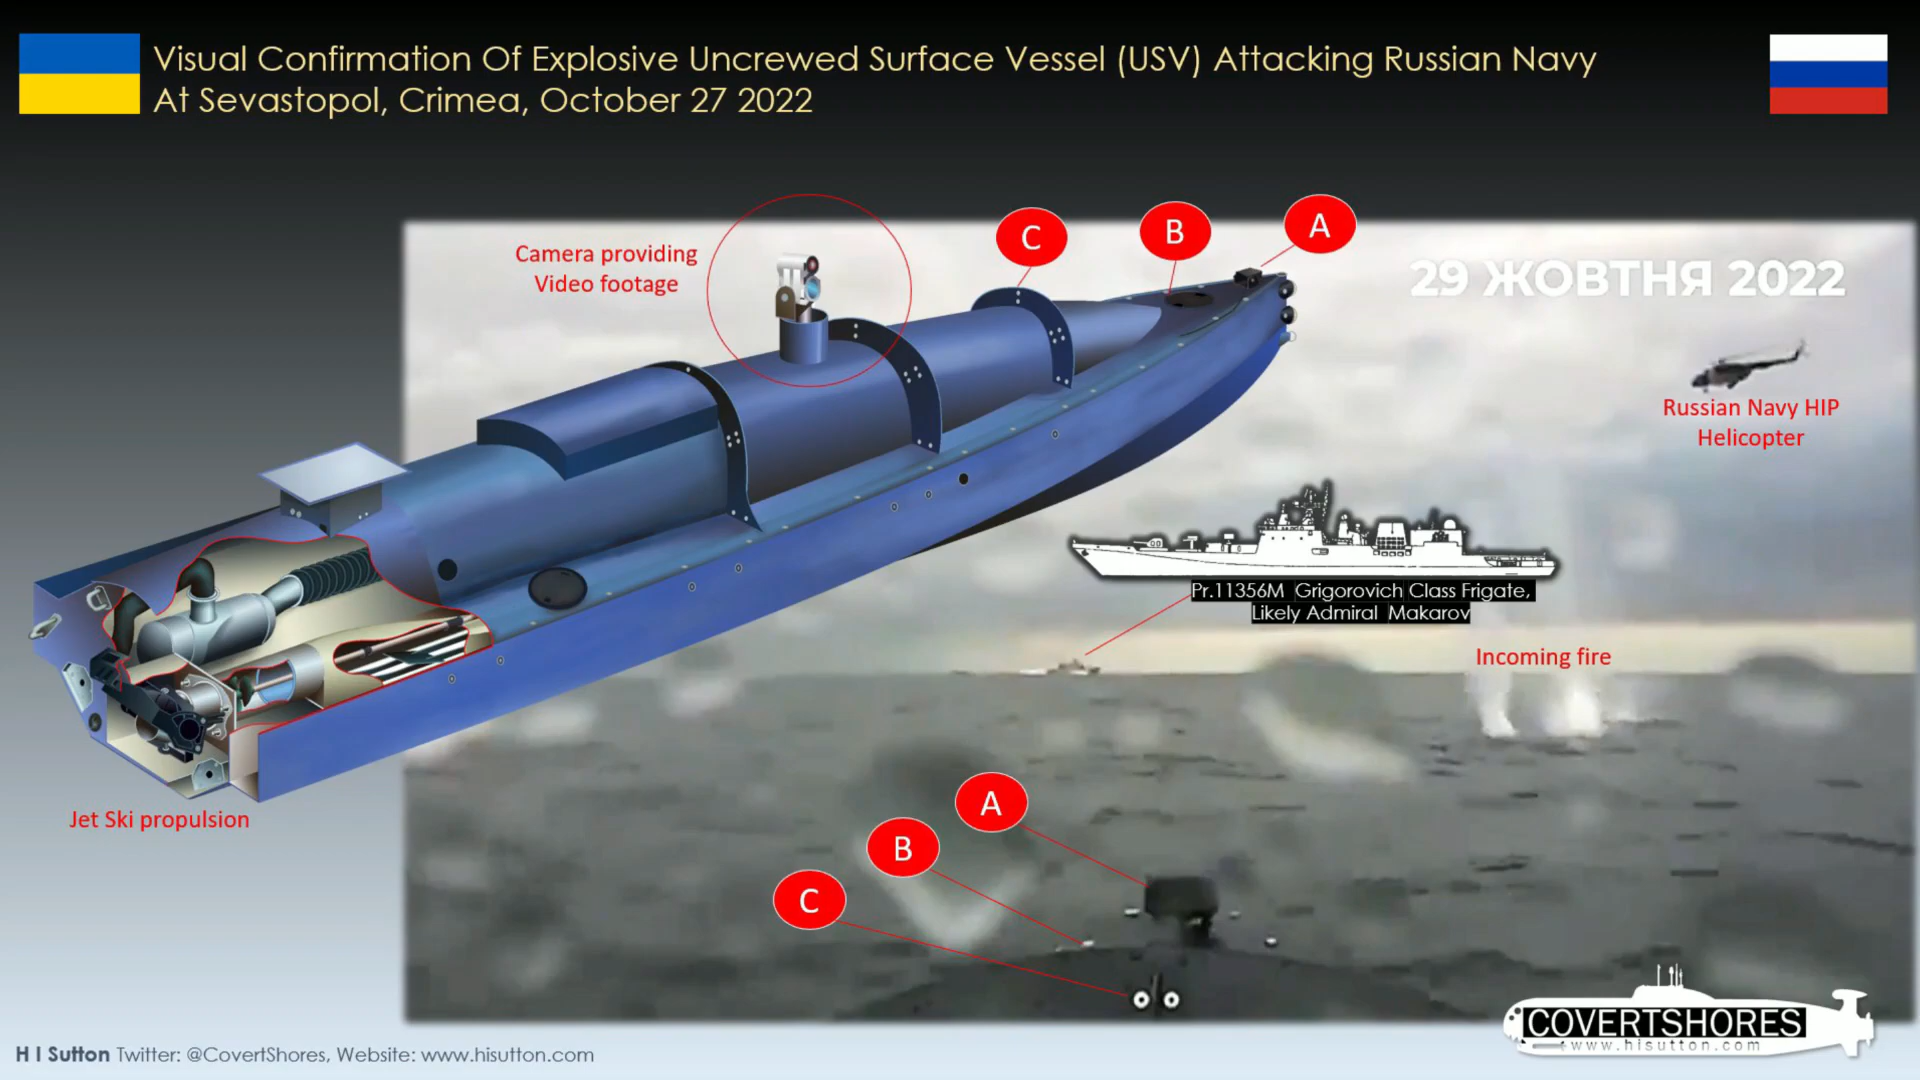 Visual Confirmation Of Explosive Uncrewed Surface Vessel (USV) Attacking Russian Navy
At Sevastopol, Crimea, October 27 2022
C
B
A
Camera providing
Video footage
29 ЖОВТНЯ 2022
Russian Navy HIP
Helicopter
Pr.11356M Grigorovich Class Frigate,
Likely Admiral Makarov
Incoming fire
Jet Ski propulsion
A
B
C
COVERTSHORES
www.hisutton.com
H I Sutton Twitter: @CovertShores, Website: www.hisutton.com